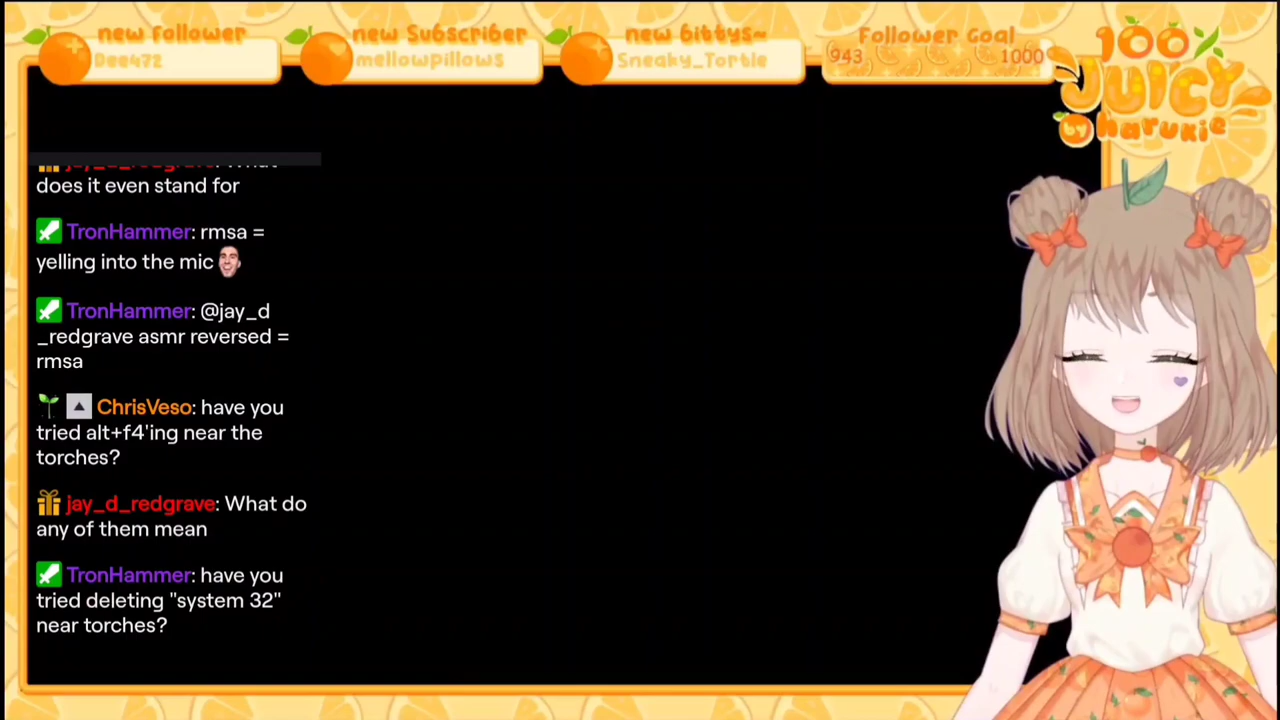 new Follower
Dee472
new Subscriber
mellowpillows
new bittys~
Sneaky_Torble
Follower Goal
943
1000
100%
JUICY
by harukie
does it even stand for
TronHammer: rmsa =
yelling into the mic
TronHammer: @jay_d
_redgrave asmr reversed =
rmsa
ChrisVeso: have you
tried alt+f4'ing near the
torches?
jay_d_redgrave: What do
any of them mean
TronHammer: have you
tried deleting "system 32"
near torches?